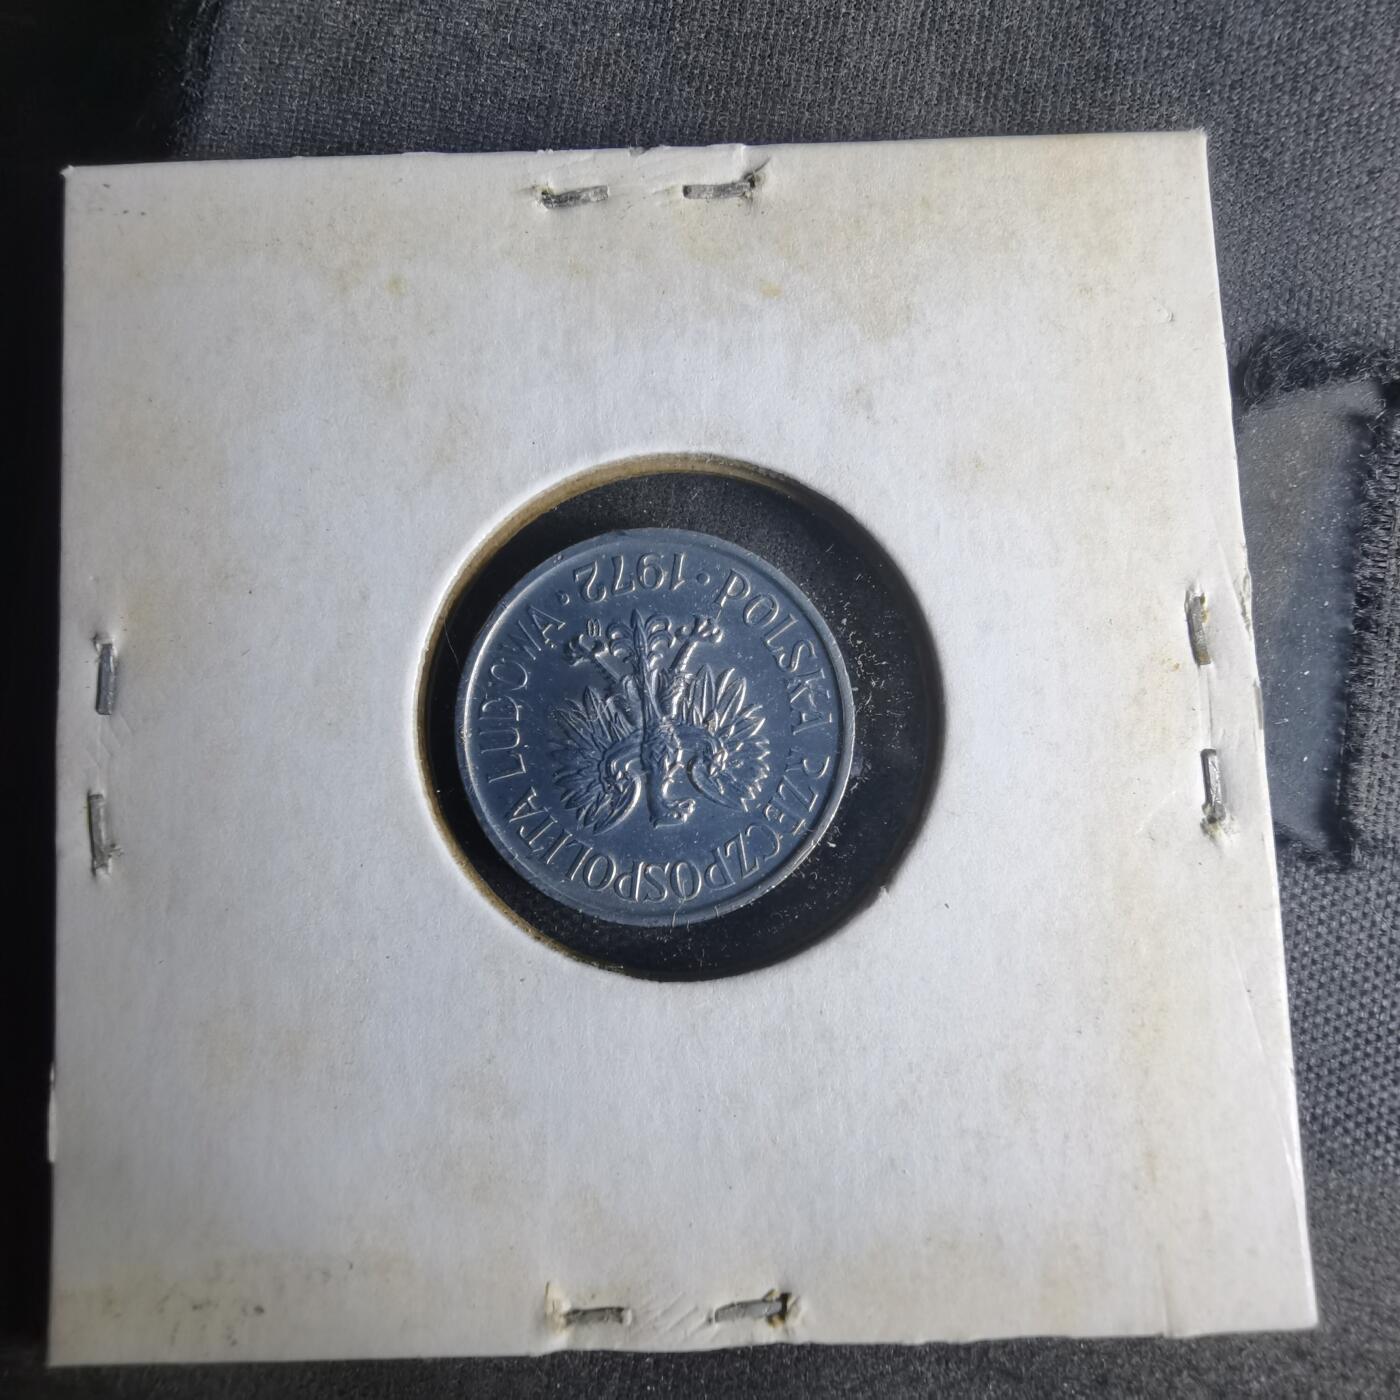 POLSKA RZECZPOSPOLITA LUDOWA
· 1972 ·